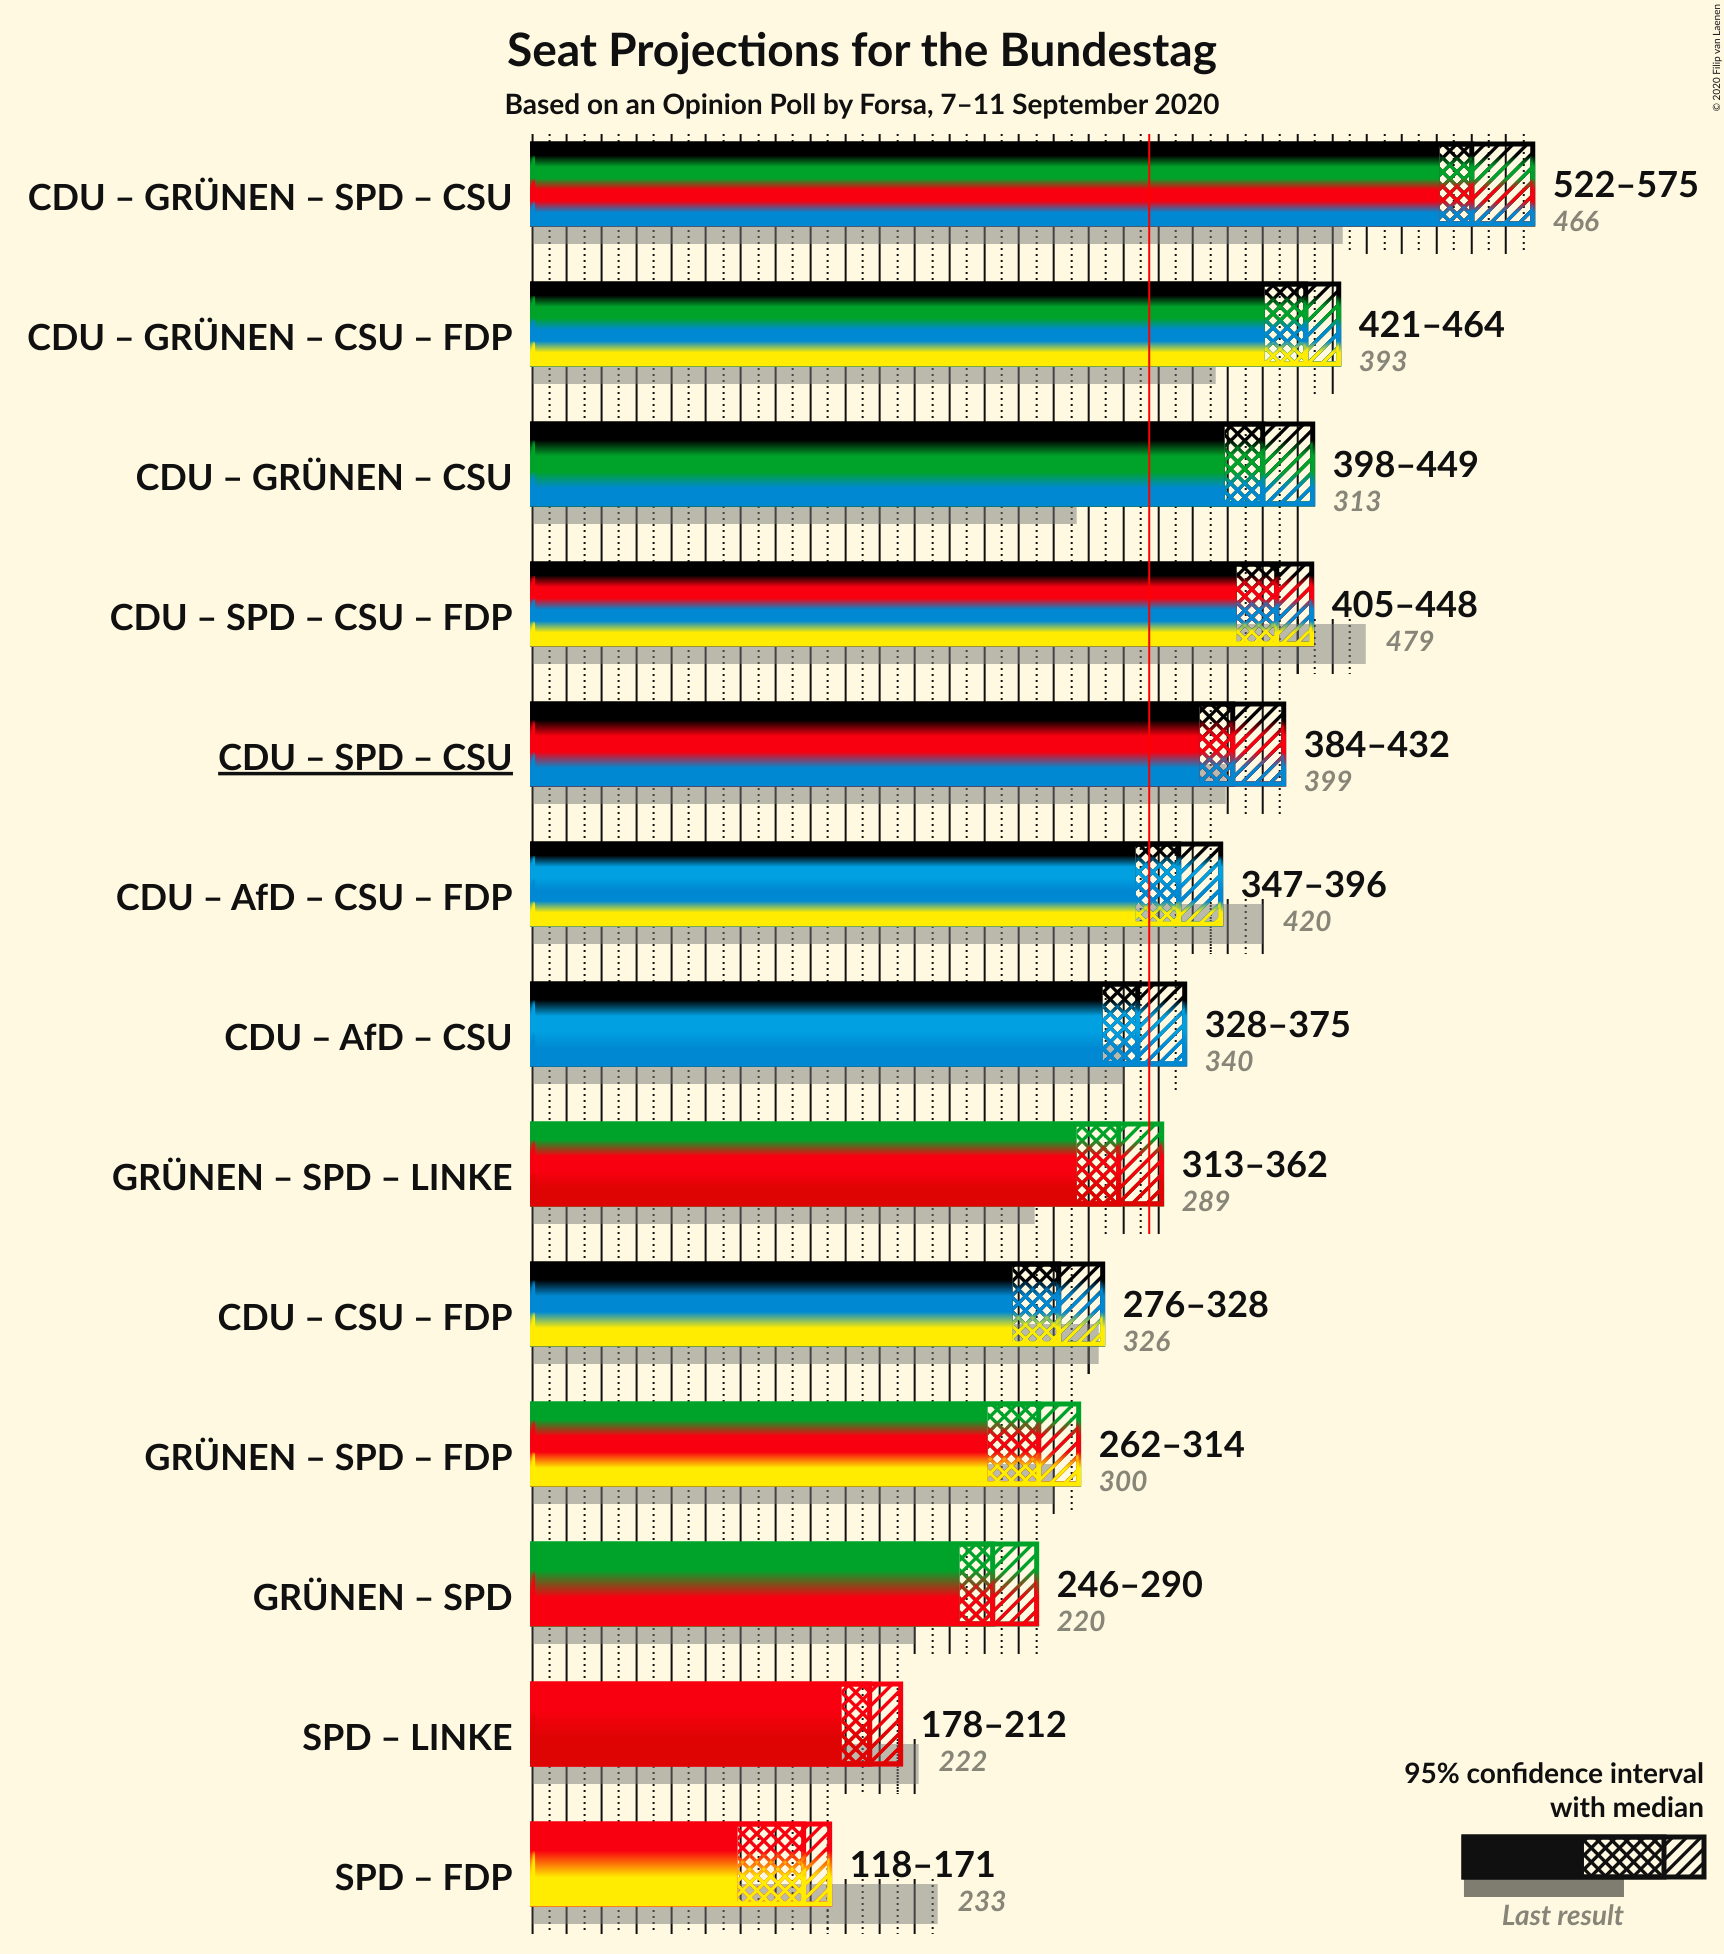 Seat Projections for the Bundestag
Based on an Opinion Poll by Forsa, 7–11 September 2020
© 2020 Filip van Laenen
CDU – GRÜNEN – SPD – CSU
522–575
466
CDU – GRÜNEN – CSU – FDP
421–464
393
CDU – GRÜNEN – CSU
398–449
313
CDU – SPD – CSU – FDP
405–448
479
CDU – SPD – CSU
384–432
399
CDU – AfD – CSU – FDP
347–396
420
CDU – AfD – CSU
328–375
340
GRÜNEN – SPD – LINKE
313–362
289
CDU – CSU – FDP
276–328
326
GRÜNEN – SPD – FDP
262–314
300
GRÜNEN – SPD
246–290
220
SPD – LINKE
178–212
222
SPD – FDP
118–171
233
95% confidence interval
with median
Last result